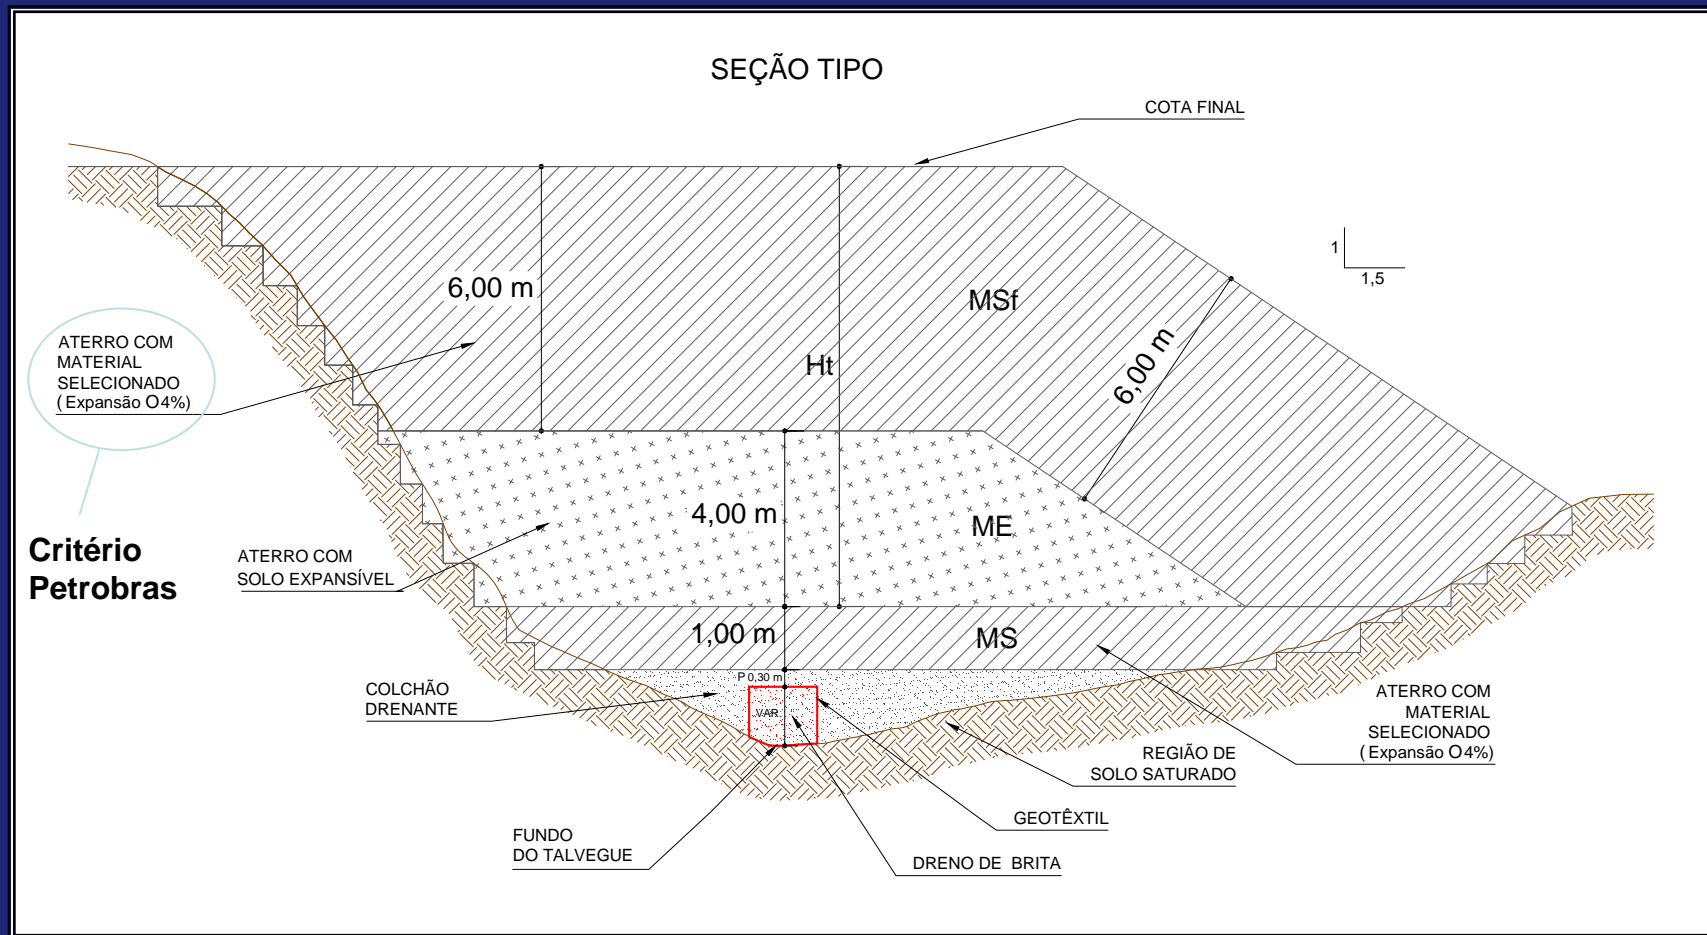 SEÇÃO TIPO
COTA FINAL
1
1,5
6,00 m
MSf
Ht
6,00 m
ATERRO COM
MATERIAL
SELECIONADO
(Expansão O4%)
4,00 m
ME
Critério
Petrobras
ATERRO COM
SOLO EXPANSÍVEL
1,00 m
MS
P 0,30 m
VAR.
COLCHÃO
DRENANTE
ATERRO COM
MATERIAL
SELECIONADO
(Expansão O4%)
REGIÃO DE
SOLO SATURADO
GEOTÊXTIL
FUNDO
DO TALVEGUE
DRENO DE BRITA